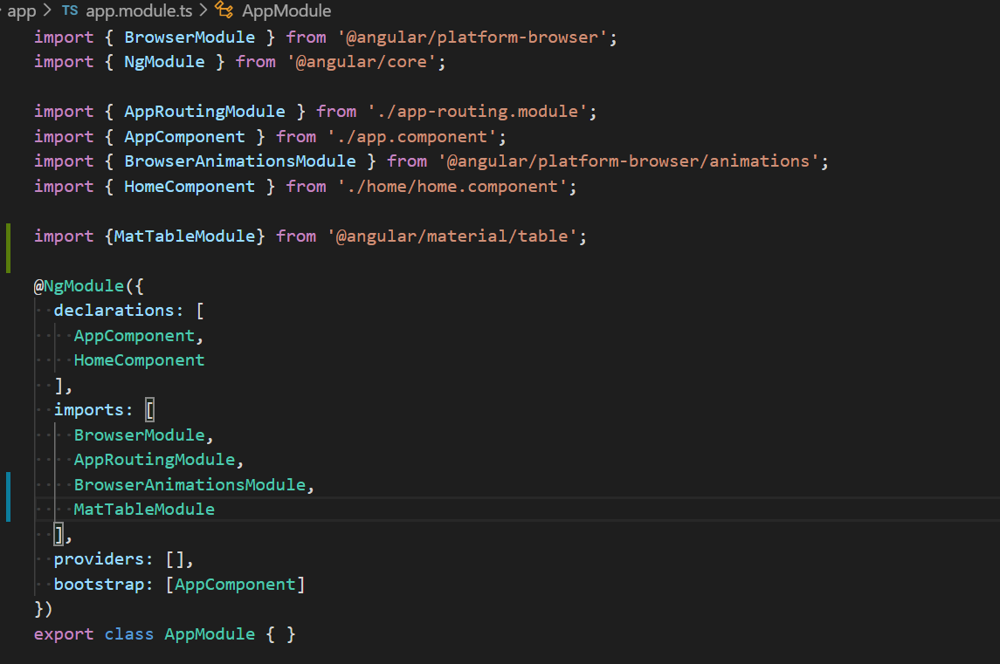 app > TS app.module.ts > AppModule
import { BrowserModule } from '@angular/platform-browser';
import { NgModule } from '@angular/core';
import { AppRoutingModule } from './app-routing.module';
import { AppComponent } from './app.component';
import { BrowserAnimationsModule } from '@angular/platform-browser/animations';
import { HomeComponent } from './home/home.component';
import {MatTableModule} from '@angular/material/table';
@NgModule({
  declarations: [
    AppComponent,
    HomeComponent
  ],
  imports: [
    BrowserModule,
    AppRoutingModule,
    BrowserAnimationsModule,
    MatTableModule
  ],
  providers: [],
  bootstrap: [AppComponent]
})
export class AppModule { }